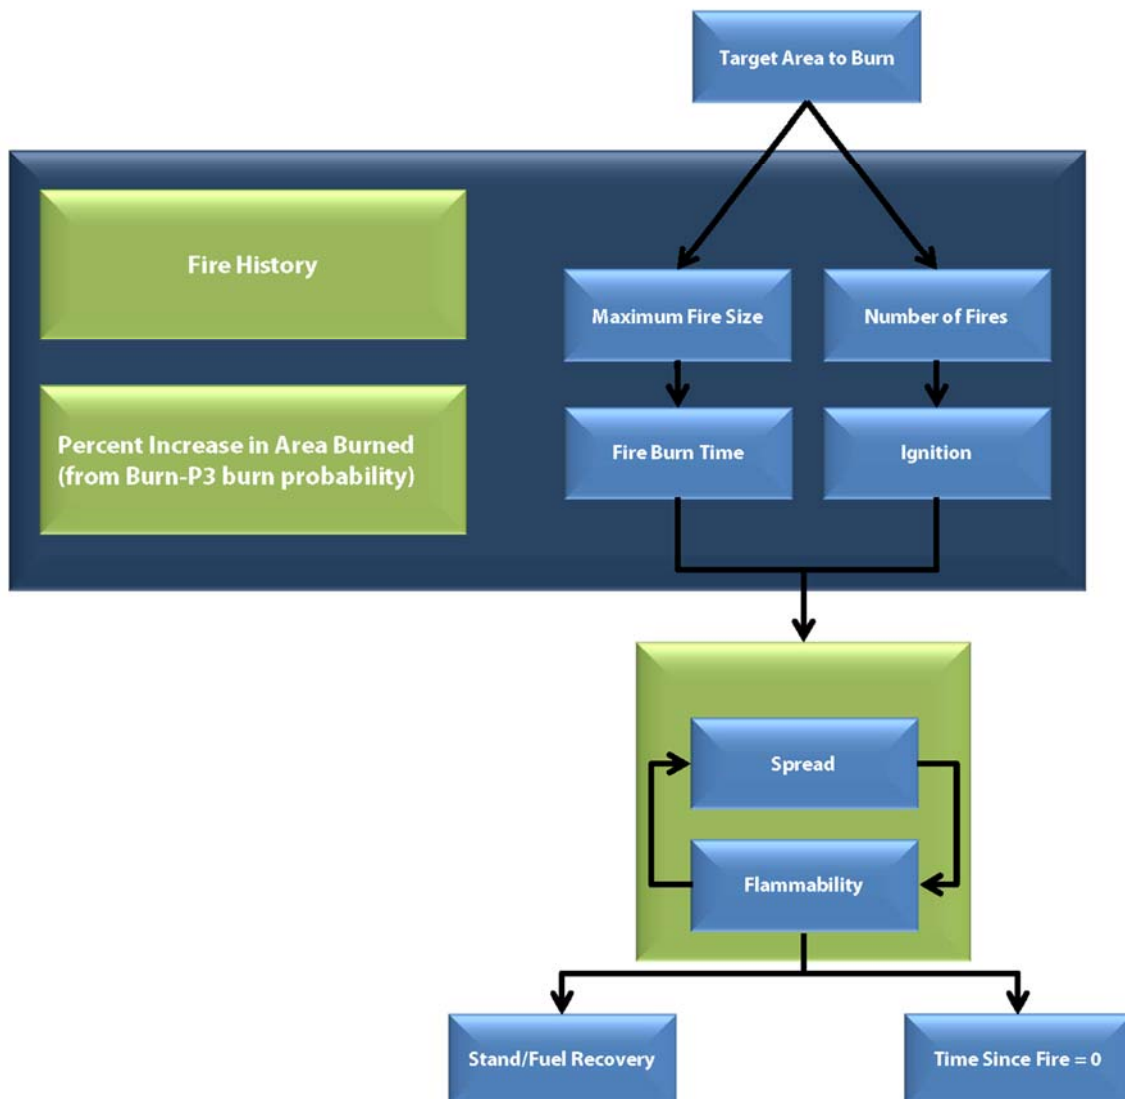 Target Area to Burn
Fire History
Maximum Fire Size
Number of Fires
Percent Increase in Area Burned
(from Burn-P3 burn probability)
Fire Burn Time
Ignition
Spread
Flammability
Stand/Fuel Recovery
Time Since Fire = 0